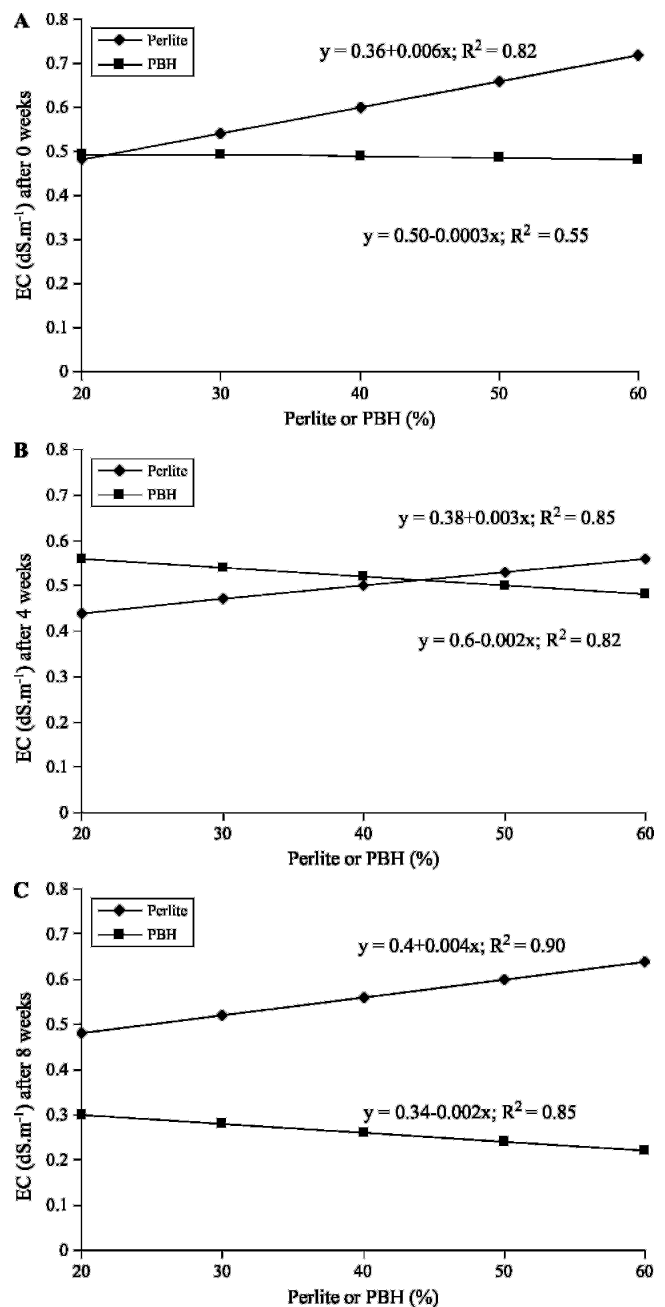 A
0.8
Perlite
PBH
y = 0.36+0.006x; R² = 0.82
0.7
0.6
0.5
0.4
0.3
0.2
0.1
0
y = 0.50-0.0003x; R² = 0.55
EC (dS.m⁻¹) after 0 weeks
20 30 40 50 60
Perlite or PBH (%)
B
0.8
Perlite
PBH
y = 0.38+0.003x; R² = 0.85
0.7
0.6
0.5
0.4
0.3
0.2
0.1
0
y = 0.6-0.002x; R² = 0.82
EC (dS.m⁻¹) after 4 weeks
20 30 40 50 60
Perlite or PBH (%)
C
0.8
Perlite
PBH
y = 0.4+0.004x; R² = 0.90
0.7
0.6
0.5
0.4
0.3
0.2
0.1
0
y = 0.34-0.002x; R² = 0.85
EC (dS.m⁻¹) after 8 weeks
20 30 40 50 60
Perlite or PBH (%)